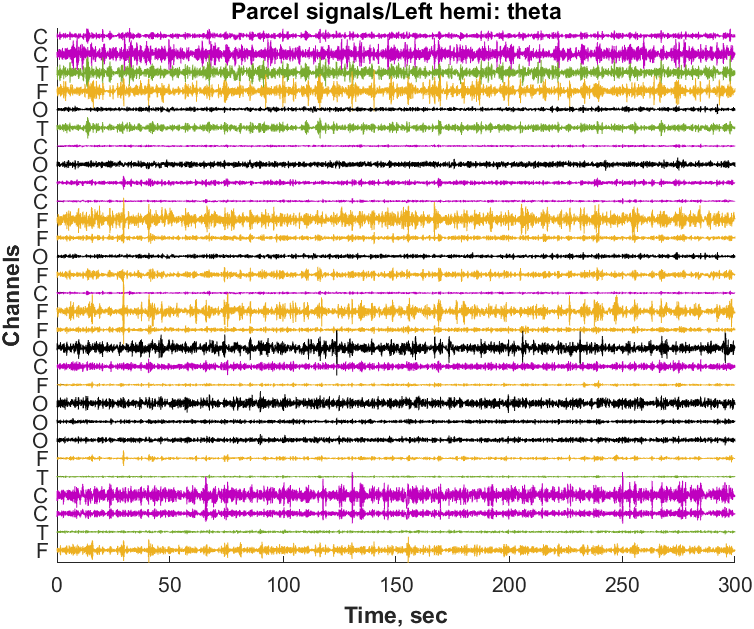 Parcel signals/Left hemi: theta
C
C
T
F
O
T
C
O
C
C
F
F
O
F
C
F
F
O
C
F
O
O
O
F
T
C
C
T
F
Channels
0 50 100 150 200 250 300
Time, sec